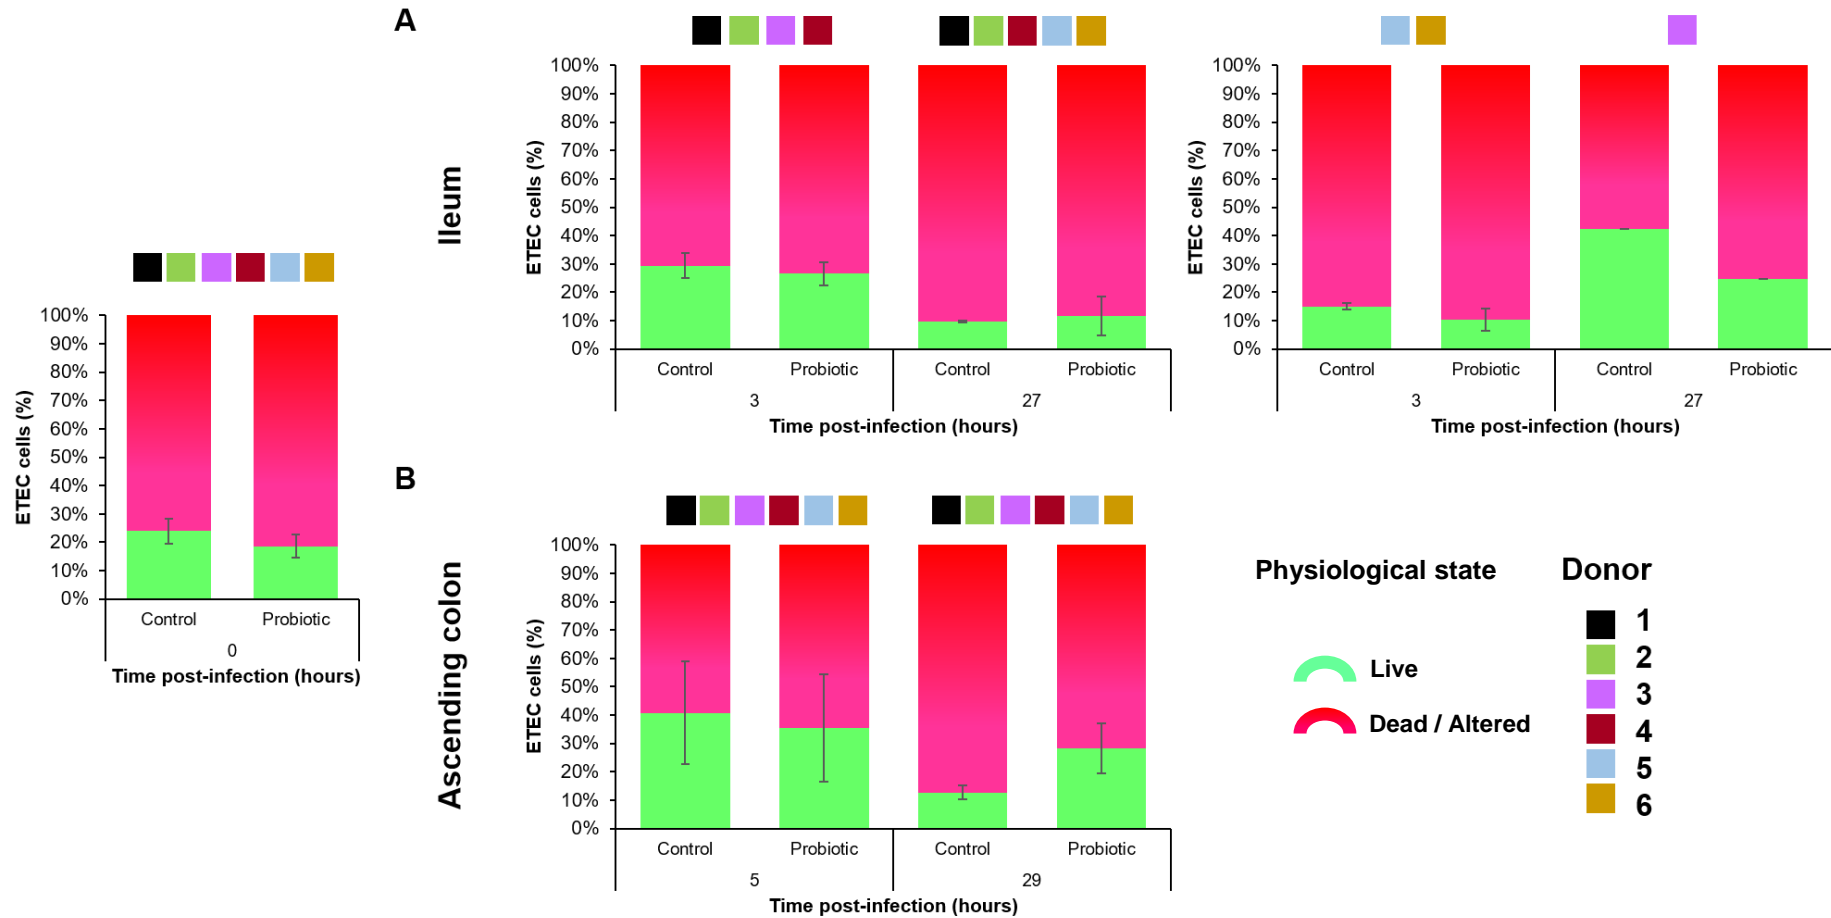 A
Ileum
ETEC cells (%)
100%
90%
80%
70%
60%
50%
40%
30%
20%
10%
0%
Control
Probiotic
Control
Probiotic
3
27
Time post-infection (hours)
ETEC cells (%)
100%
90%
80%
70%
60%
50%
40%
30%
20%
10%
0%
Control
Probiotic
Control
Probiotic
3
27
Time post-infection (hours)
ETEC cells (%)
100%
90%
80%
70%
60%
50%
40%
30%
20%
10%
0%
Control
Probiotic
0
Time post-infection (hours)
B
Ascending colon
ETEC cells (%)
100%
90%
80%
70%
60%
50%
40%
30%
20%
10%
0%
Control
Probiotic
Control
Probiotic
5
29
Time post-infection (hours)
Physiological state
Live
Dead / Altered
Donor
1
2
3
4
5
6